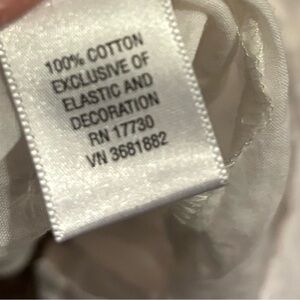 100% COTTON
EXCLUSIVE OF
ELASTIC AND
DECORATION
RN 17730
VN 3681882